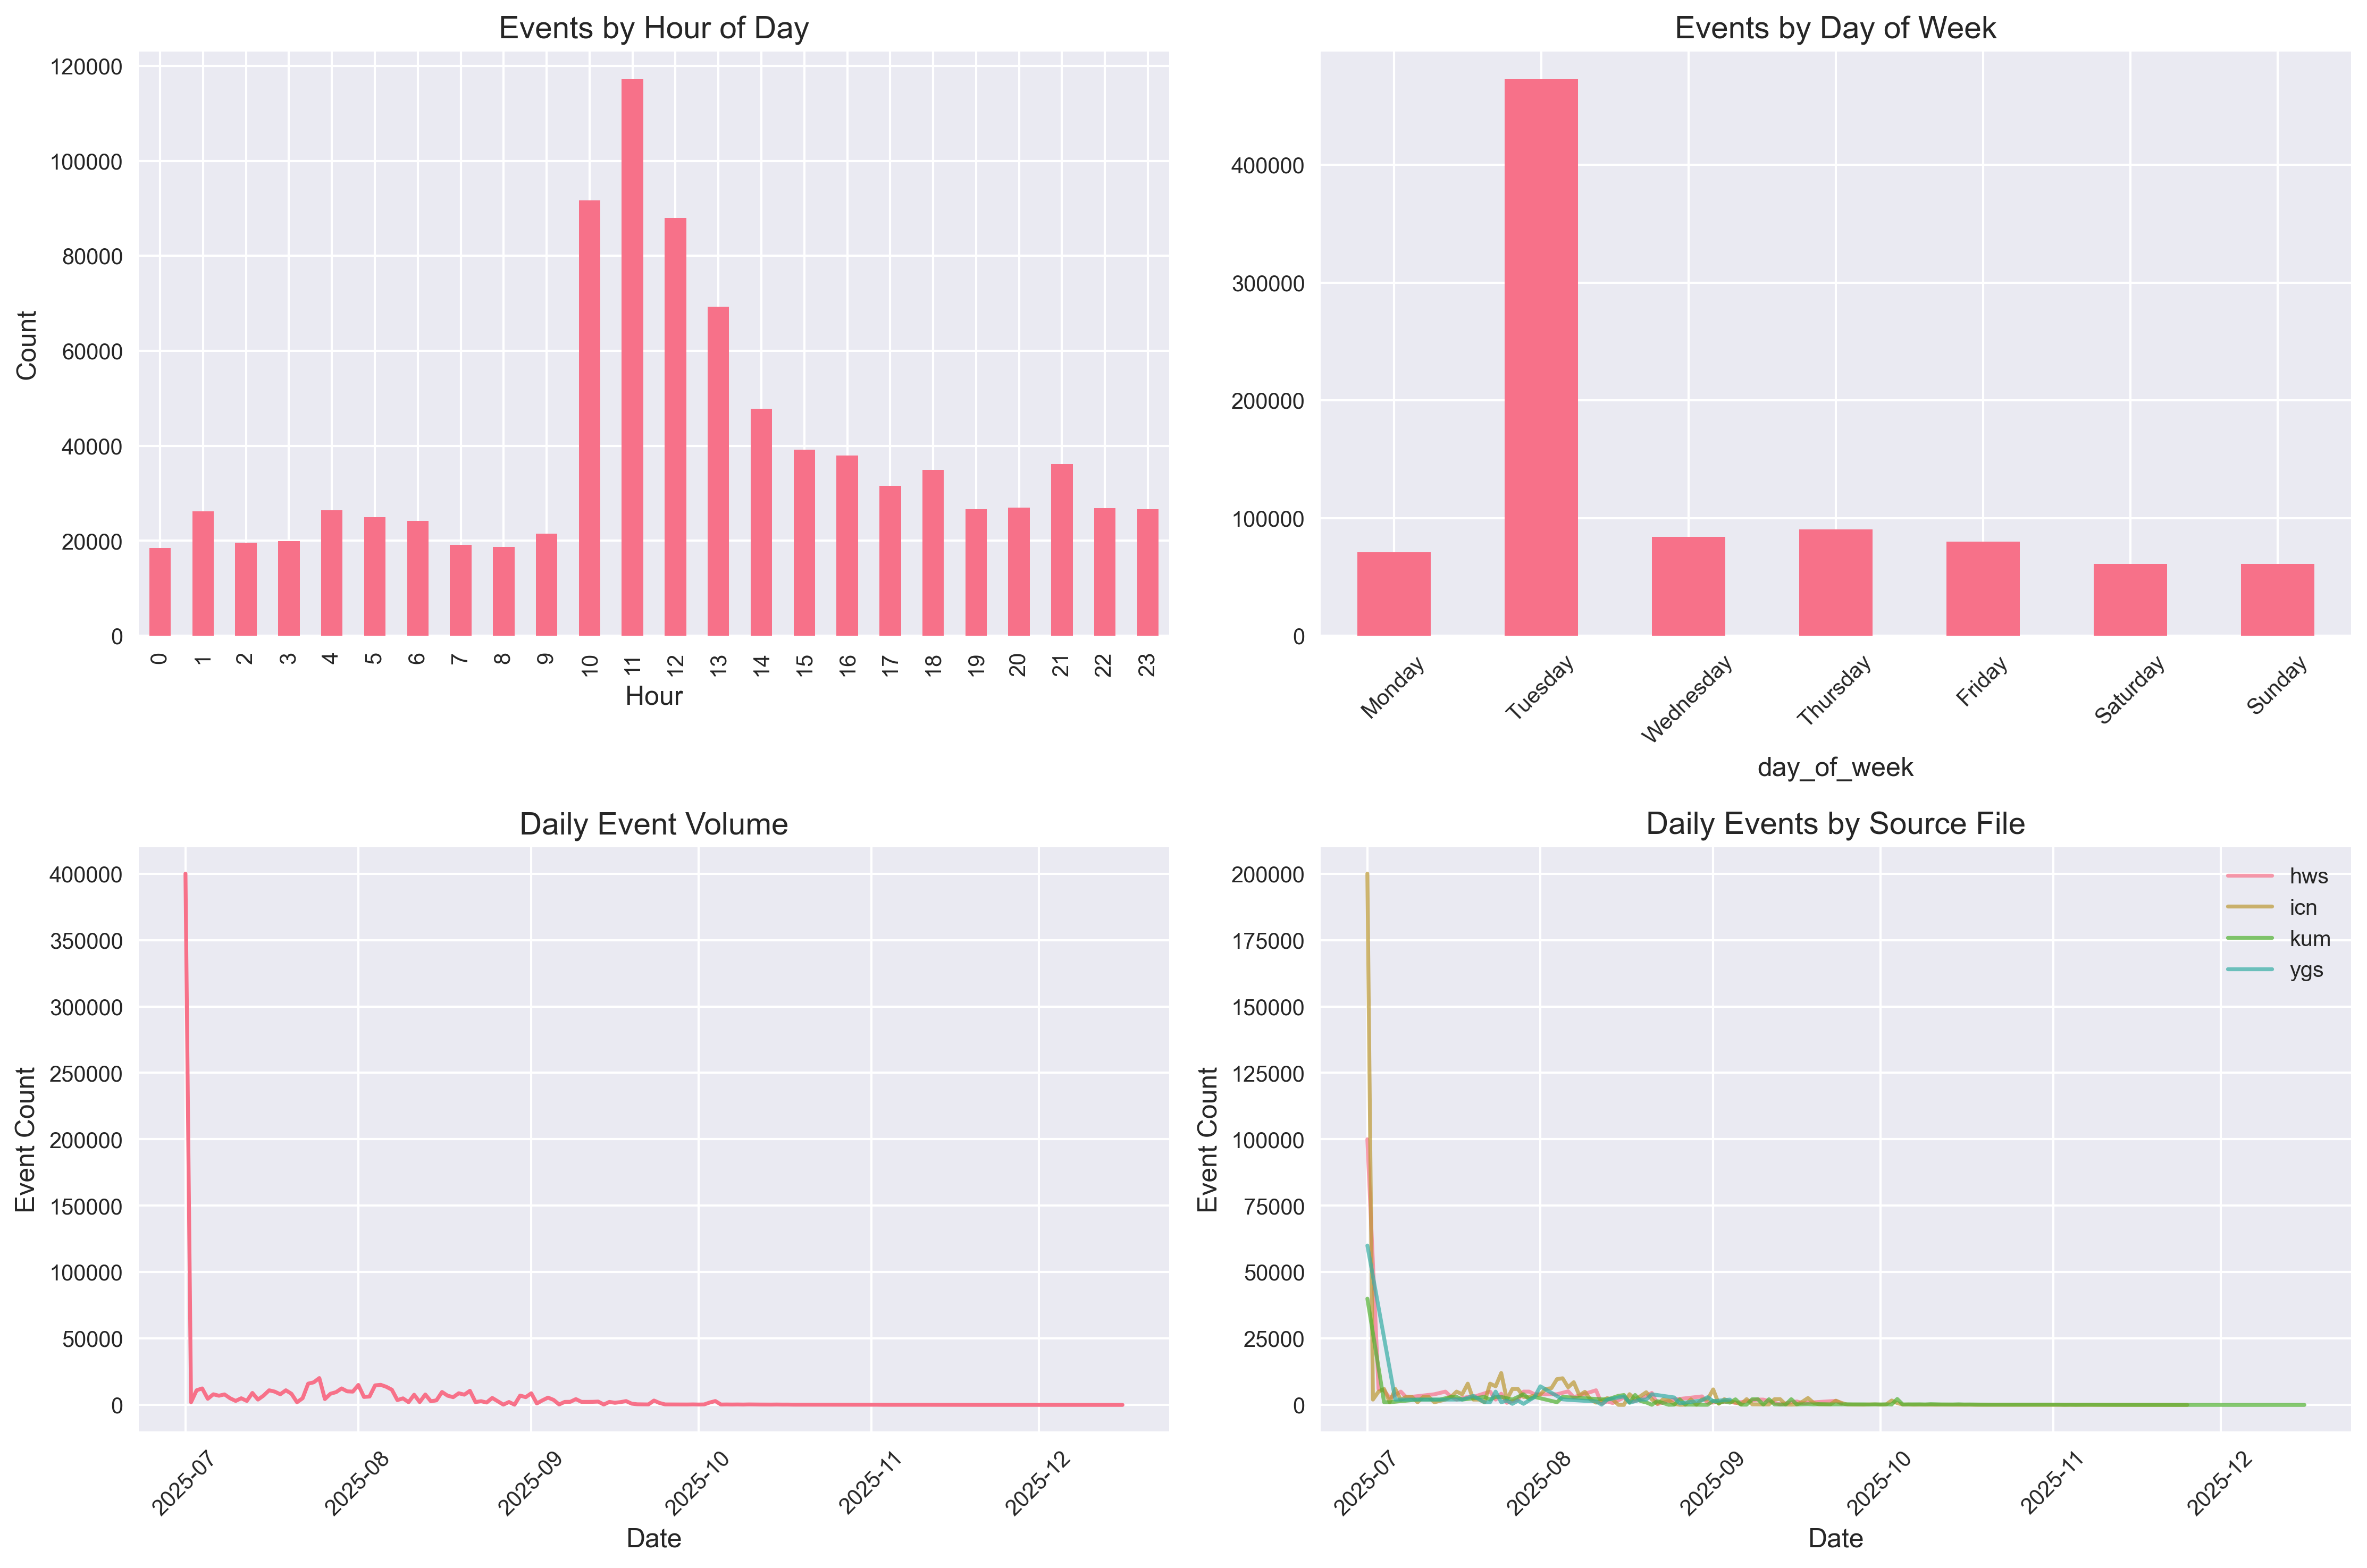 Events by Hour of Day
Count
120000
100000
80000
60000
40000
20000
0
0 1 2 3 4 5 6 7 8 9 10 11 12 13 14 15 16 17 18 19 20 21 22 23
Hour
Events by Day of Week
400000
300000
200000
100000
0
Monday Tuesday Wednesday Thursday Friday Saturday Sunday
day_of_week
Daily Event Volume
Event Count
400000
350000
300000
250000
200000
150000
100000
50000
0
2025-07 2025-08 2025-09 2025-10 2025-11 2025-12
Date
Daily Events by Source File
Event Count
200000
175000
150000
125000
100000
75000
50000
25000
0
hws
icn
kum
ygs
2025-07 2025-08 2025-09 2025-10 2025-11 2025-12
Date